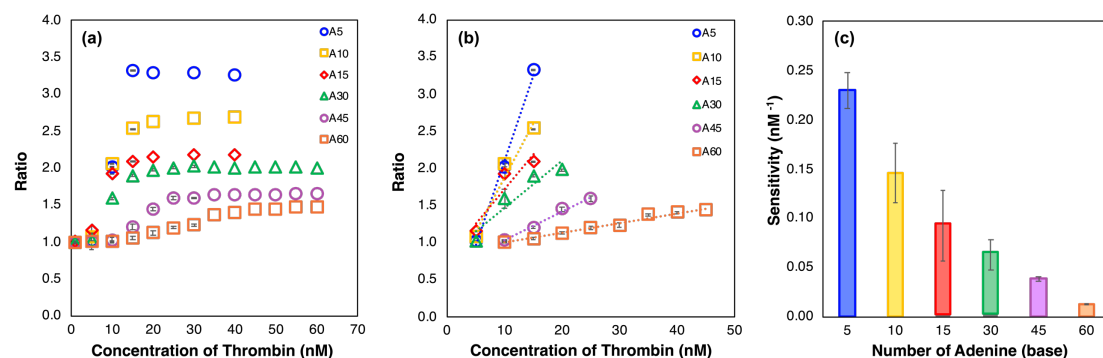 (a)
4.0
3.5
3.0
2.5
2.0
1.5
1.0
0.5
0.0
Ratio
0 10 20 30 40 50 60 70
Concentration of Thrombin (nM)
A5
A10
A15
A30
A45
A60
(b)
4.0
3.5
3.0
2.5
2.0
1.5
1.0
0.5
0.0
Ratio
0 10 20 30 40 50
Concentration of Thrombin (nM)
A5
A10
A15
A30
A45
A60
(c)
0.30
0.25
0.20
0.15
0.10
0.05
0.00
Sensitivity (nM⁻¹)
5 10 15 30 45 60
Number of Adenine (base)